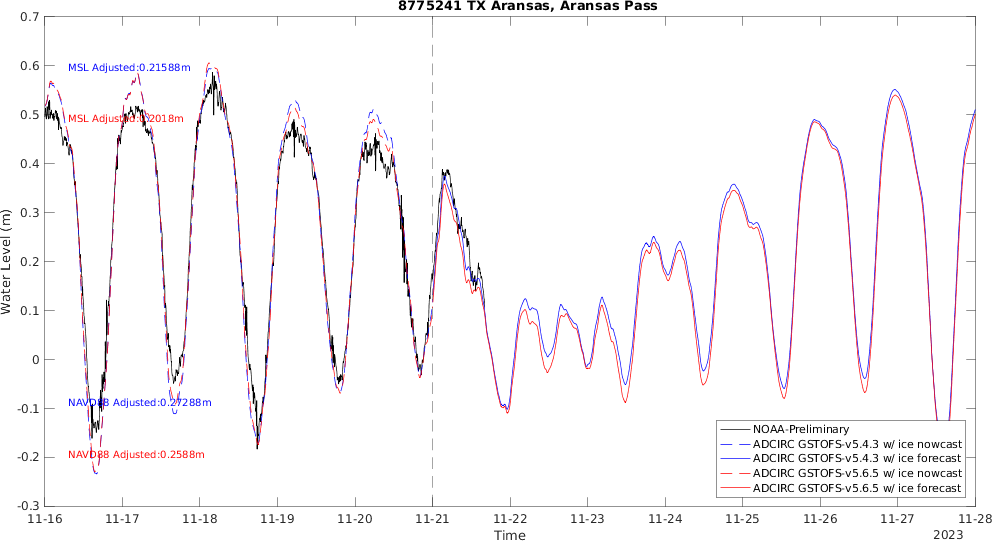 8775241 TX Aransas, Aransas Pass
0.7
0.6
0.5
0.4
0.3
0.2
0.1
0
-0.1
-0.2
-0.3
Water Level (m)
MSL Adjusted:0.21588m
MSL Adjusted:0.2018m
NAVD88 Adjusted:0.27288m
NAVD88 Adjusted:0.2588m
NOAA-Preliminary
ADCIRC GSTOFS-v5.4.3 w/ ice nowcast
ADCIRC GSTOFS-v5.4.3 w/ ice forecast
ADCIRC GSTOFS-v5.6.5 w/ ice nowcast
ADCIRC GSTOFS-v5.6.5 w/ ice forecast
11-16 11-17 11-18 11-19 11-20 11-21 11-22 11-23 11-24 11-25 11-26 11-27 11-28
Time
2023